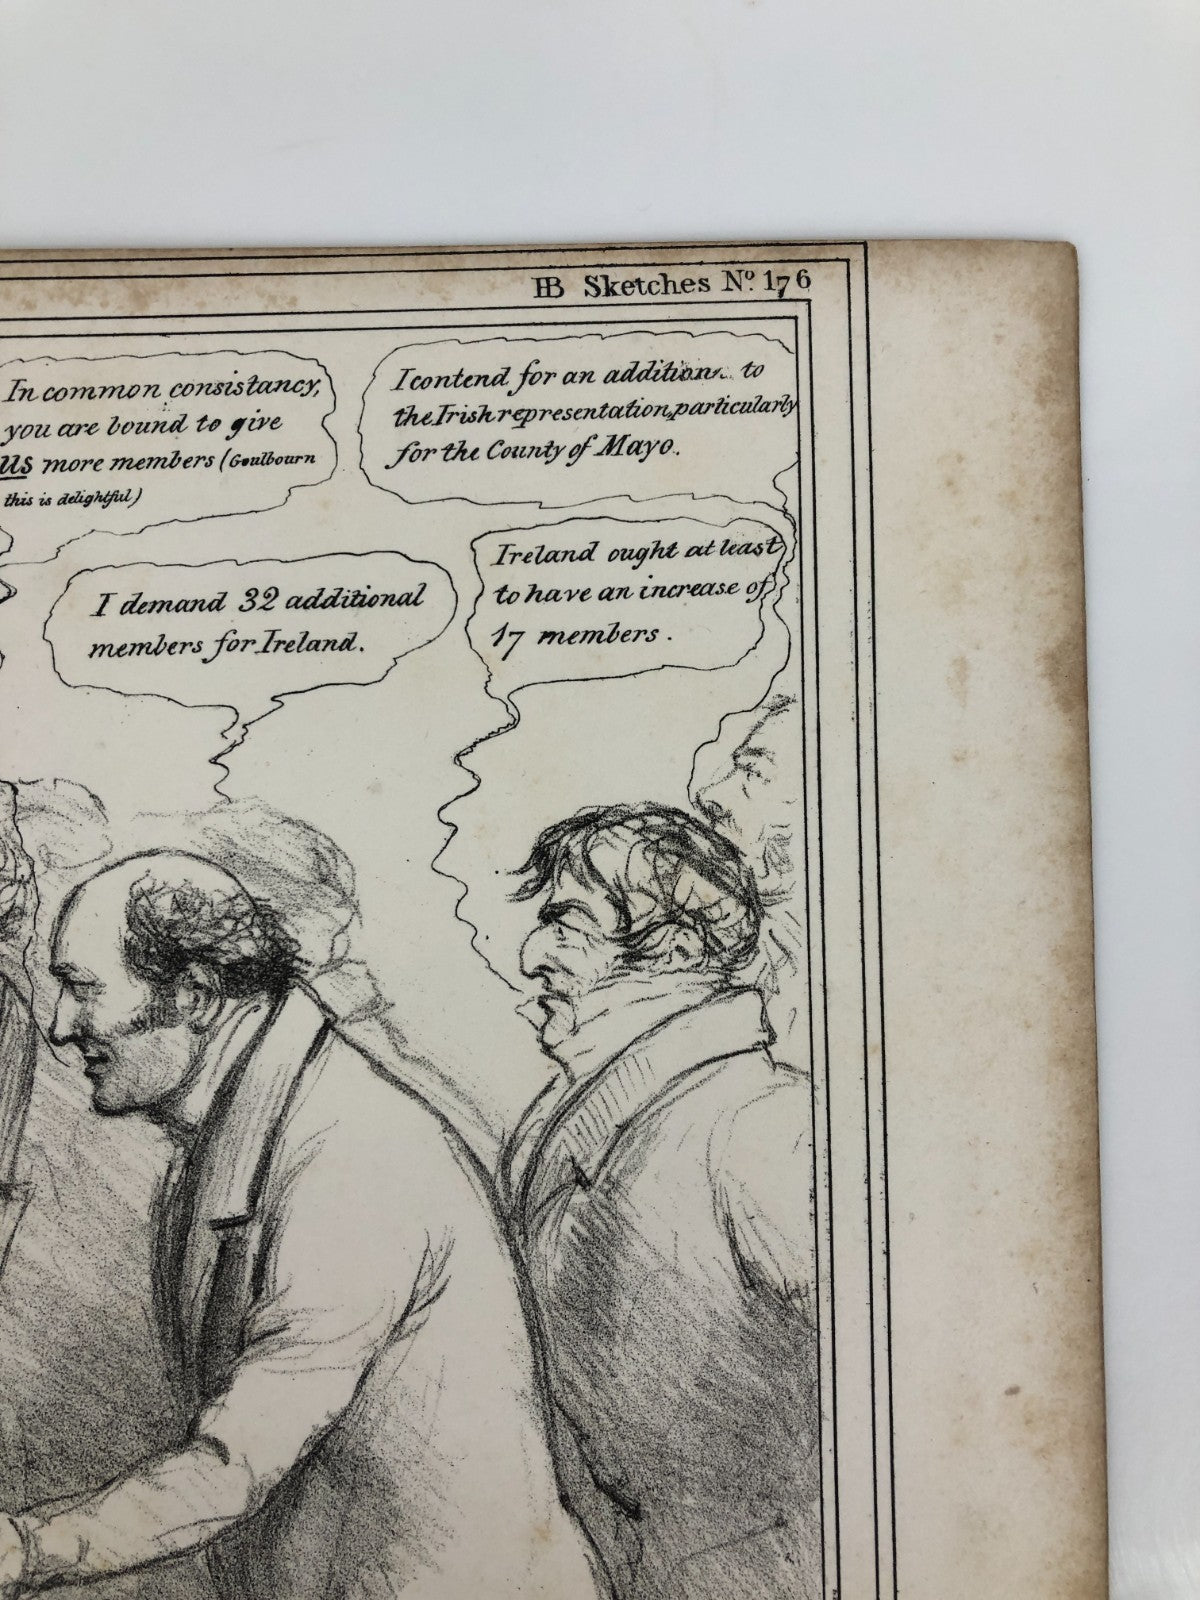 HB Sketches No. 176
In common consistancy,
you are bound to give
us more members (Goulbourn
this is delightful)
I contend for an addition to
the Irish representation, particularly
for the County of Mayo.
I demand 32 additional
members for Ireland.
Ireland ought at least
to have an increase of
17 members.